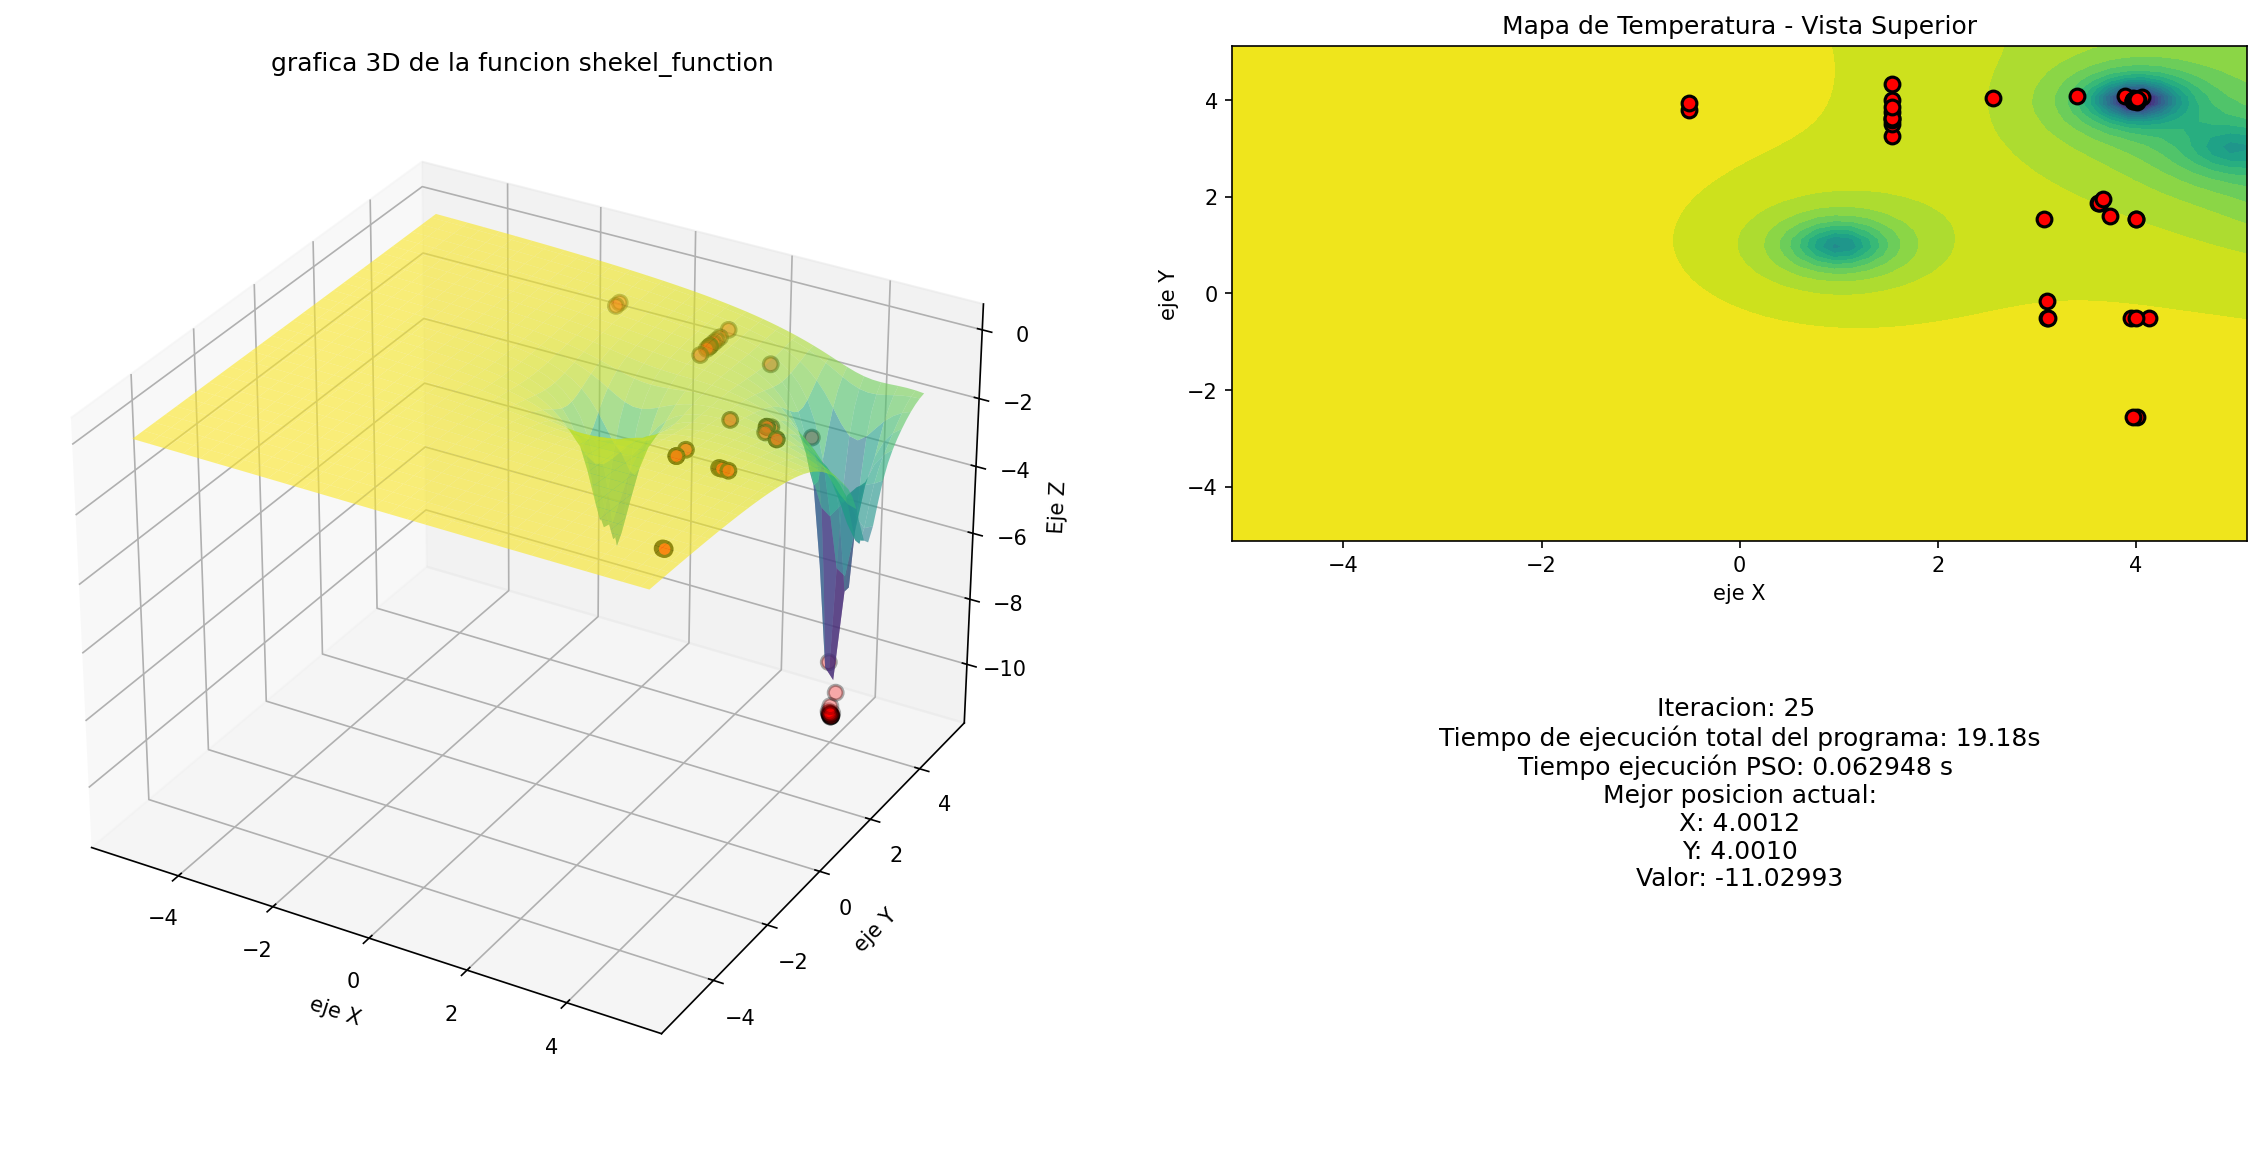 grafica 3D de la funcion shekel_function
0
−2
−4
−6
−8
−10
Eje Z
−4
−2
0
2
4
eje X
4
2
0
−2
−4
eje Y
Mapa de Temperatura - Vista Superior
4
2
0
−2
−4
eje Y
−4
−2
0
2
4
eje X
Iteracion: 25
Tiempo de ejecución total del programa: 19.18s
Tiempo ejecución PSO: 0.062948 s
Mejor posicion actual:
X: 4.0012
Y: 4.0010
Valor: -11.02993